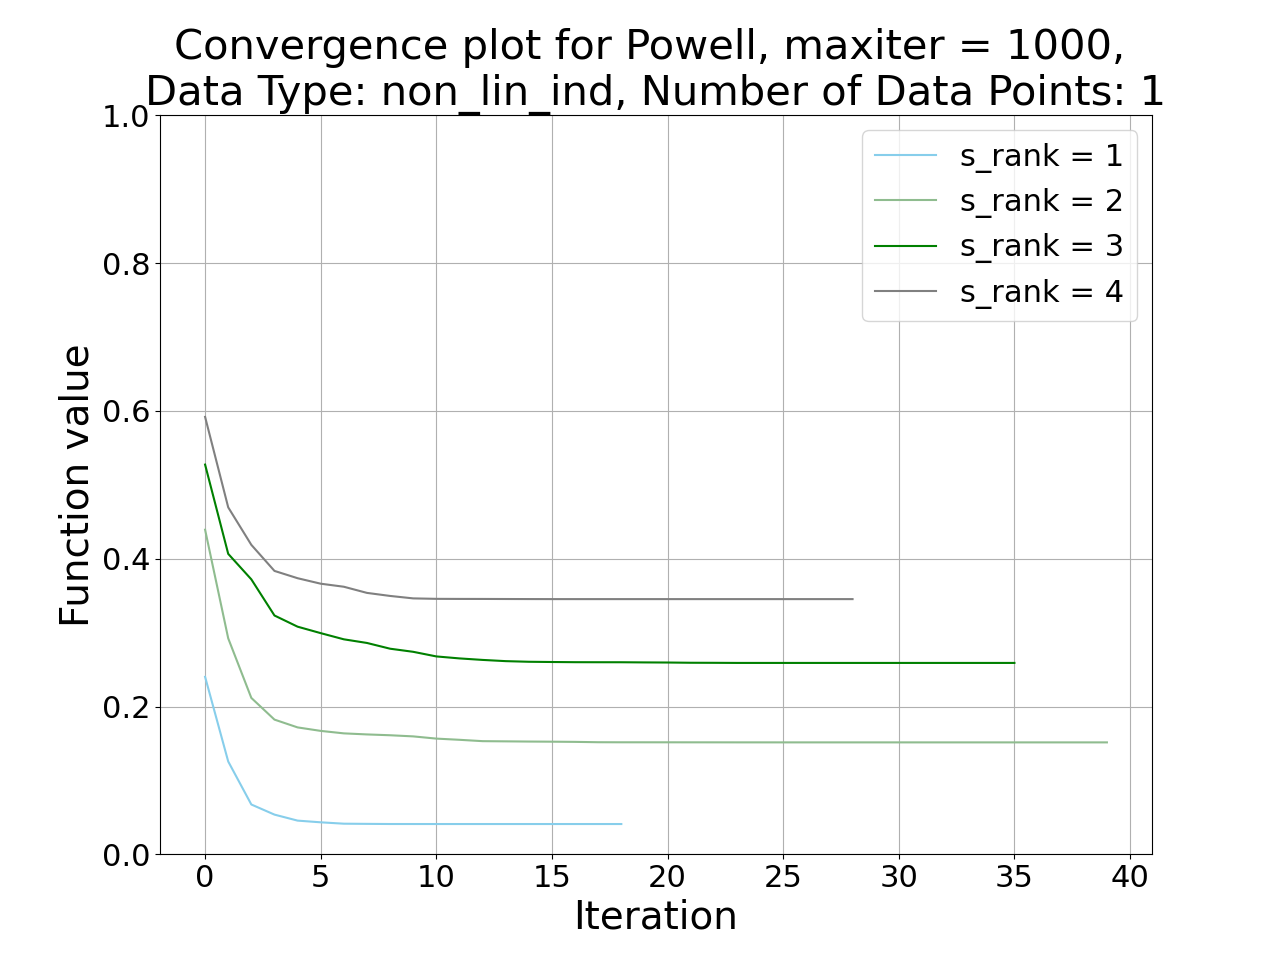 Convergence plot for Powell, maxiter = 1000,
Data Type: non_lin_ind, Number of Data Points: 1
1.0
0.8
0.6
0.4
0.2
0.0
Function value
s_rank = 1
s_rank = 2
s_rank = 3
s_rank = 4
0 5 10 15 20 25 30 35 40
Iteration